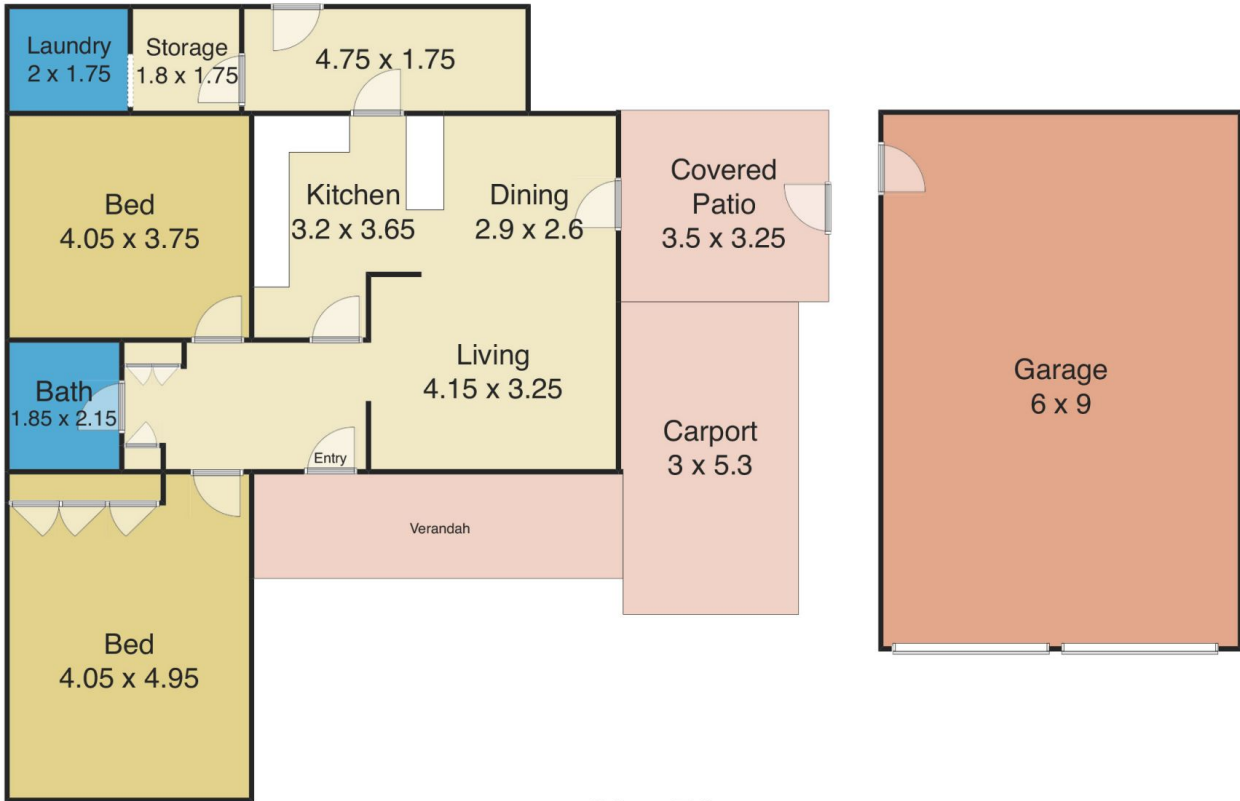 Laundry
2 x 1.75
Storage
1.8 x 1.75
4.75 x 1.75
Bed
4.05 x 3.75
Kitchen
3.2 x 3.65
Dining
2.9 x 2.6
Covered
Patio
3.5 x 3.25
Garage
6 x 9
Bath
1.85 x 2.15
Living
4.15 x 3.25
Carport
3 x 5.3
Entry
Verandah
Bed
4.05 x 4.95